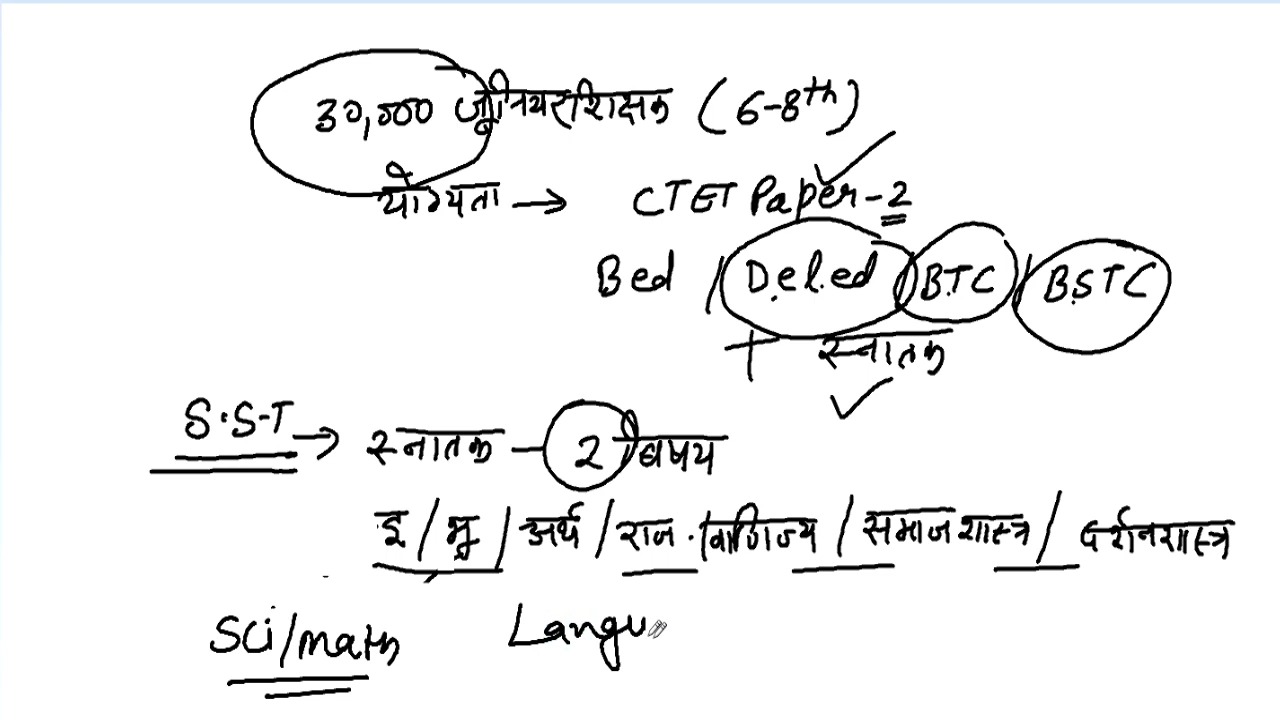 30,000 जूनियर शिक्षक (6-8th)
योग्यता → CTET Paper-2
Bed / D.el.ed / B.T.C / B.S.T.C
+ स्नातक
S.S.T → स्नातक - 2 विषय
इ / भू / अर्थ / राज. / वाणिज्य / समाजशास्त्र / दर्शनशास्त्र
Sci/math Langu